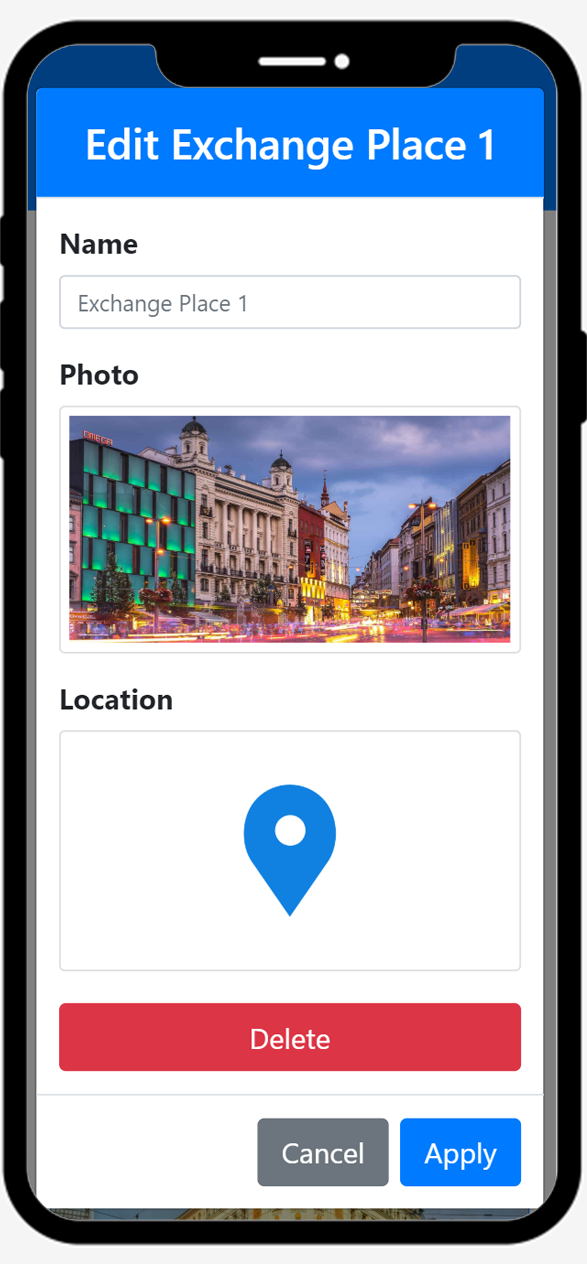 Edit Exchange Place 1
Name
Exchange Place 1
Photo
Location
Delete
Cancel
Apply